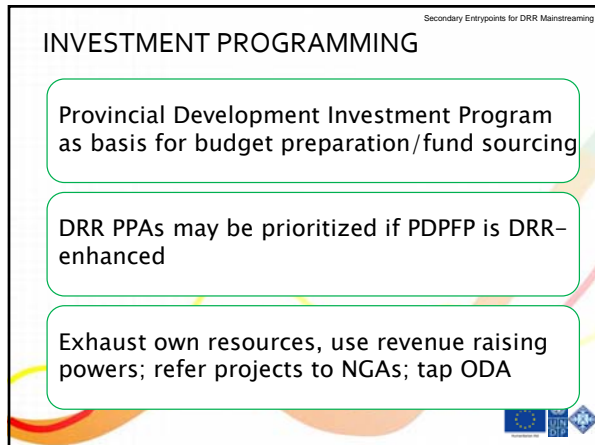 Secondary Entrypoints for DRR Mainstreaming
INVESTMENT PROGRAMMING
Provincial Development Investment Program
as basis for budget preparation/fund sourcing
DRR PPAs may be prioritized if PDPFP is DRR-
enhanced
Exhaust own resources, use revenue raising
powers; refer projects to NGAs; tap ODA
U N
D P